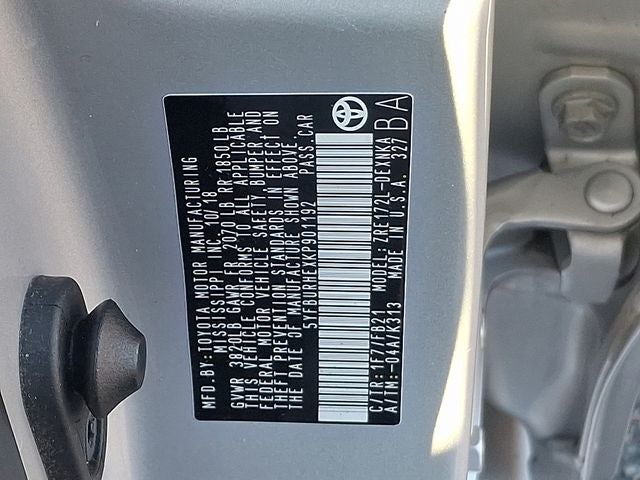 MFD.BY: TOYOTA MOTOR MANUFACTURING
MISSISSIPPI INC. 10/18
GVWR 3820LB GAWR FR 2070LB RR 1850LB
THIS VEHICLE CONFORMS TO ALL APPLICABLE
FEDERAL MOTOR VEHICLE SAFETY BUMPER AND
THEFT PREVENTION STANDARDS IN EFFECT ON
THE DATE OF MANUFACTURE SHOWN ABOVE.
5YFBURHEXKP901192 PASS.CAR
C/TR:1F7/FB21 MODEL:ZRE172L-DEXNKA
A/TM:-G4A/K313 MADE IN U.S.A. 327 BA